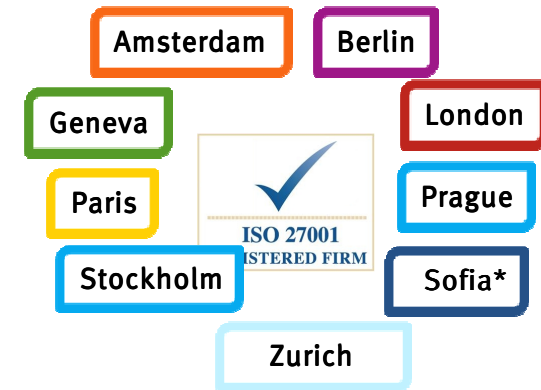 Amsterdam
Berlin
Geneva
London
Paris
Prague
ISO 27001
ISTERED FIRM
Stockholm
Sofia*
Zurich